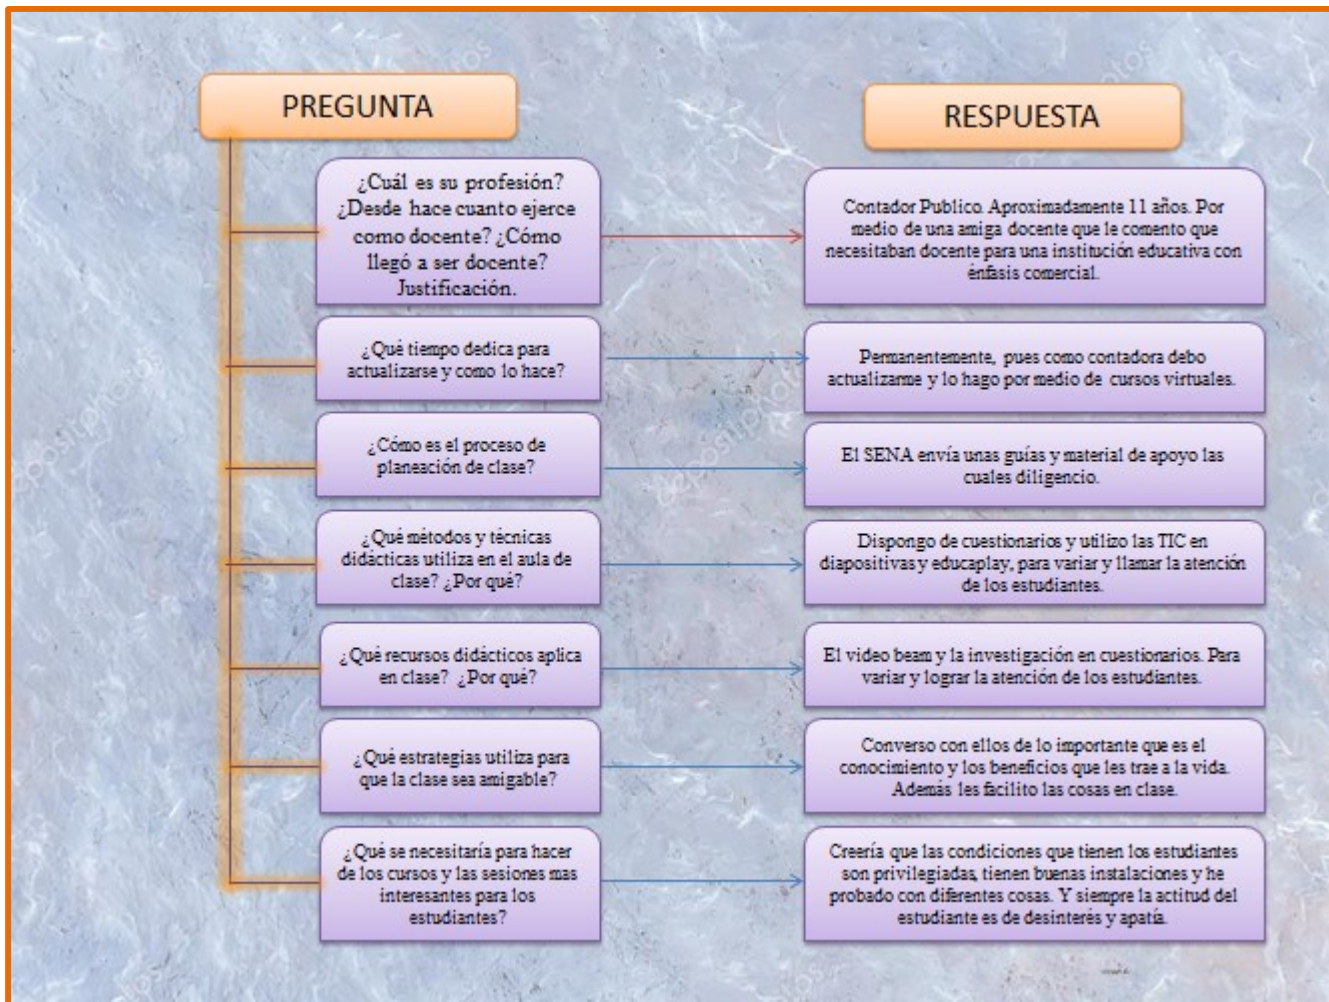 PREGUNTA
RESPUESTA
¿Cuál es su profesión?
¿Desde hace cuanto ejerce
como docente? ¿Cómo
llegó a ser docente?
Justificación.
Contador Publico. Aproximadamente 11 años. Por
medio de una amiga docente que le comento que
necesitaban docente para una institución educativa con
énfasis comercial.
¿Qué tiempo dedica para
actualizarse y como lo hace?
Permanentemente, pues como contadora debo
actualizarme y lo hago por medio de cursos virtuales.
¿Cómo es el proceso de
planeación de clase?
El SENA envía unas guías y material de apoyo las
cuales diligencio.
¿Qué métodos y técnicas
didácticas utiliza en el aula de
clase? ¿Por qué?
Dispongo de cuestionarios y utilizo las TIC en
diapositivas y educaplay, para variar y llamar la atención
de los estudiantes.
¿Qué recursos didácticos aplica
en clase? ¿Por qué?
El video beam y la investigación en cuestionarios. Para
variar y lograr la atención de los estudiantes.
¿Qué estrategias utiliza para
que la clase sea amigable?
Converso con ellos de lo importante que es el
conocimiento y los beneficios que les trae a la vida.
Además les facilito las cosas en clase.
¿Qué se necesitaría para hacer
de los cursos y las sesiones mas
interesantes para los
estudiantes?
Creería que las condiciones que tienen los estudiantes
son privilegiadas, tienen buenas instalaciones y he
probado con diferentes cosas. Y siempre la actitud del
estudiante es de desinterés y apatía.
depositphotos